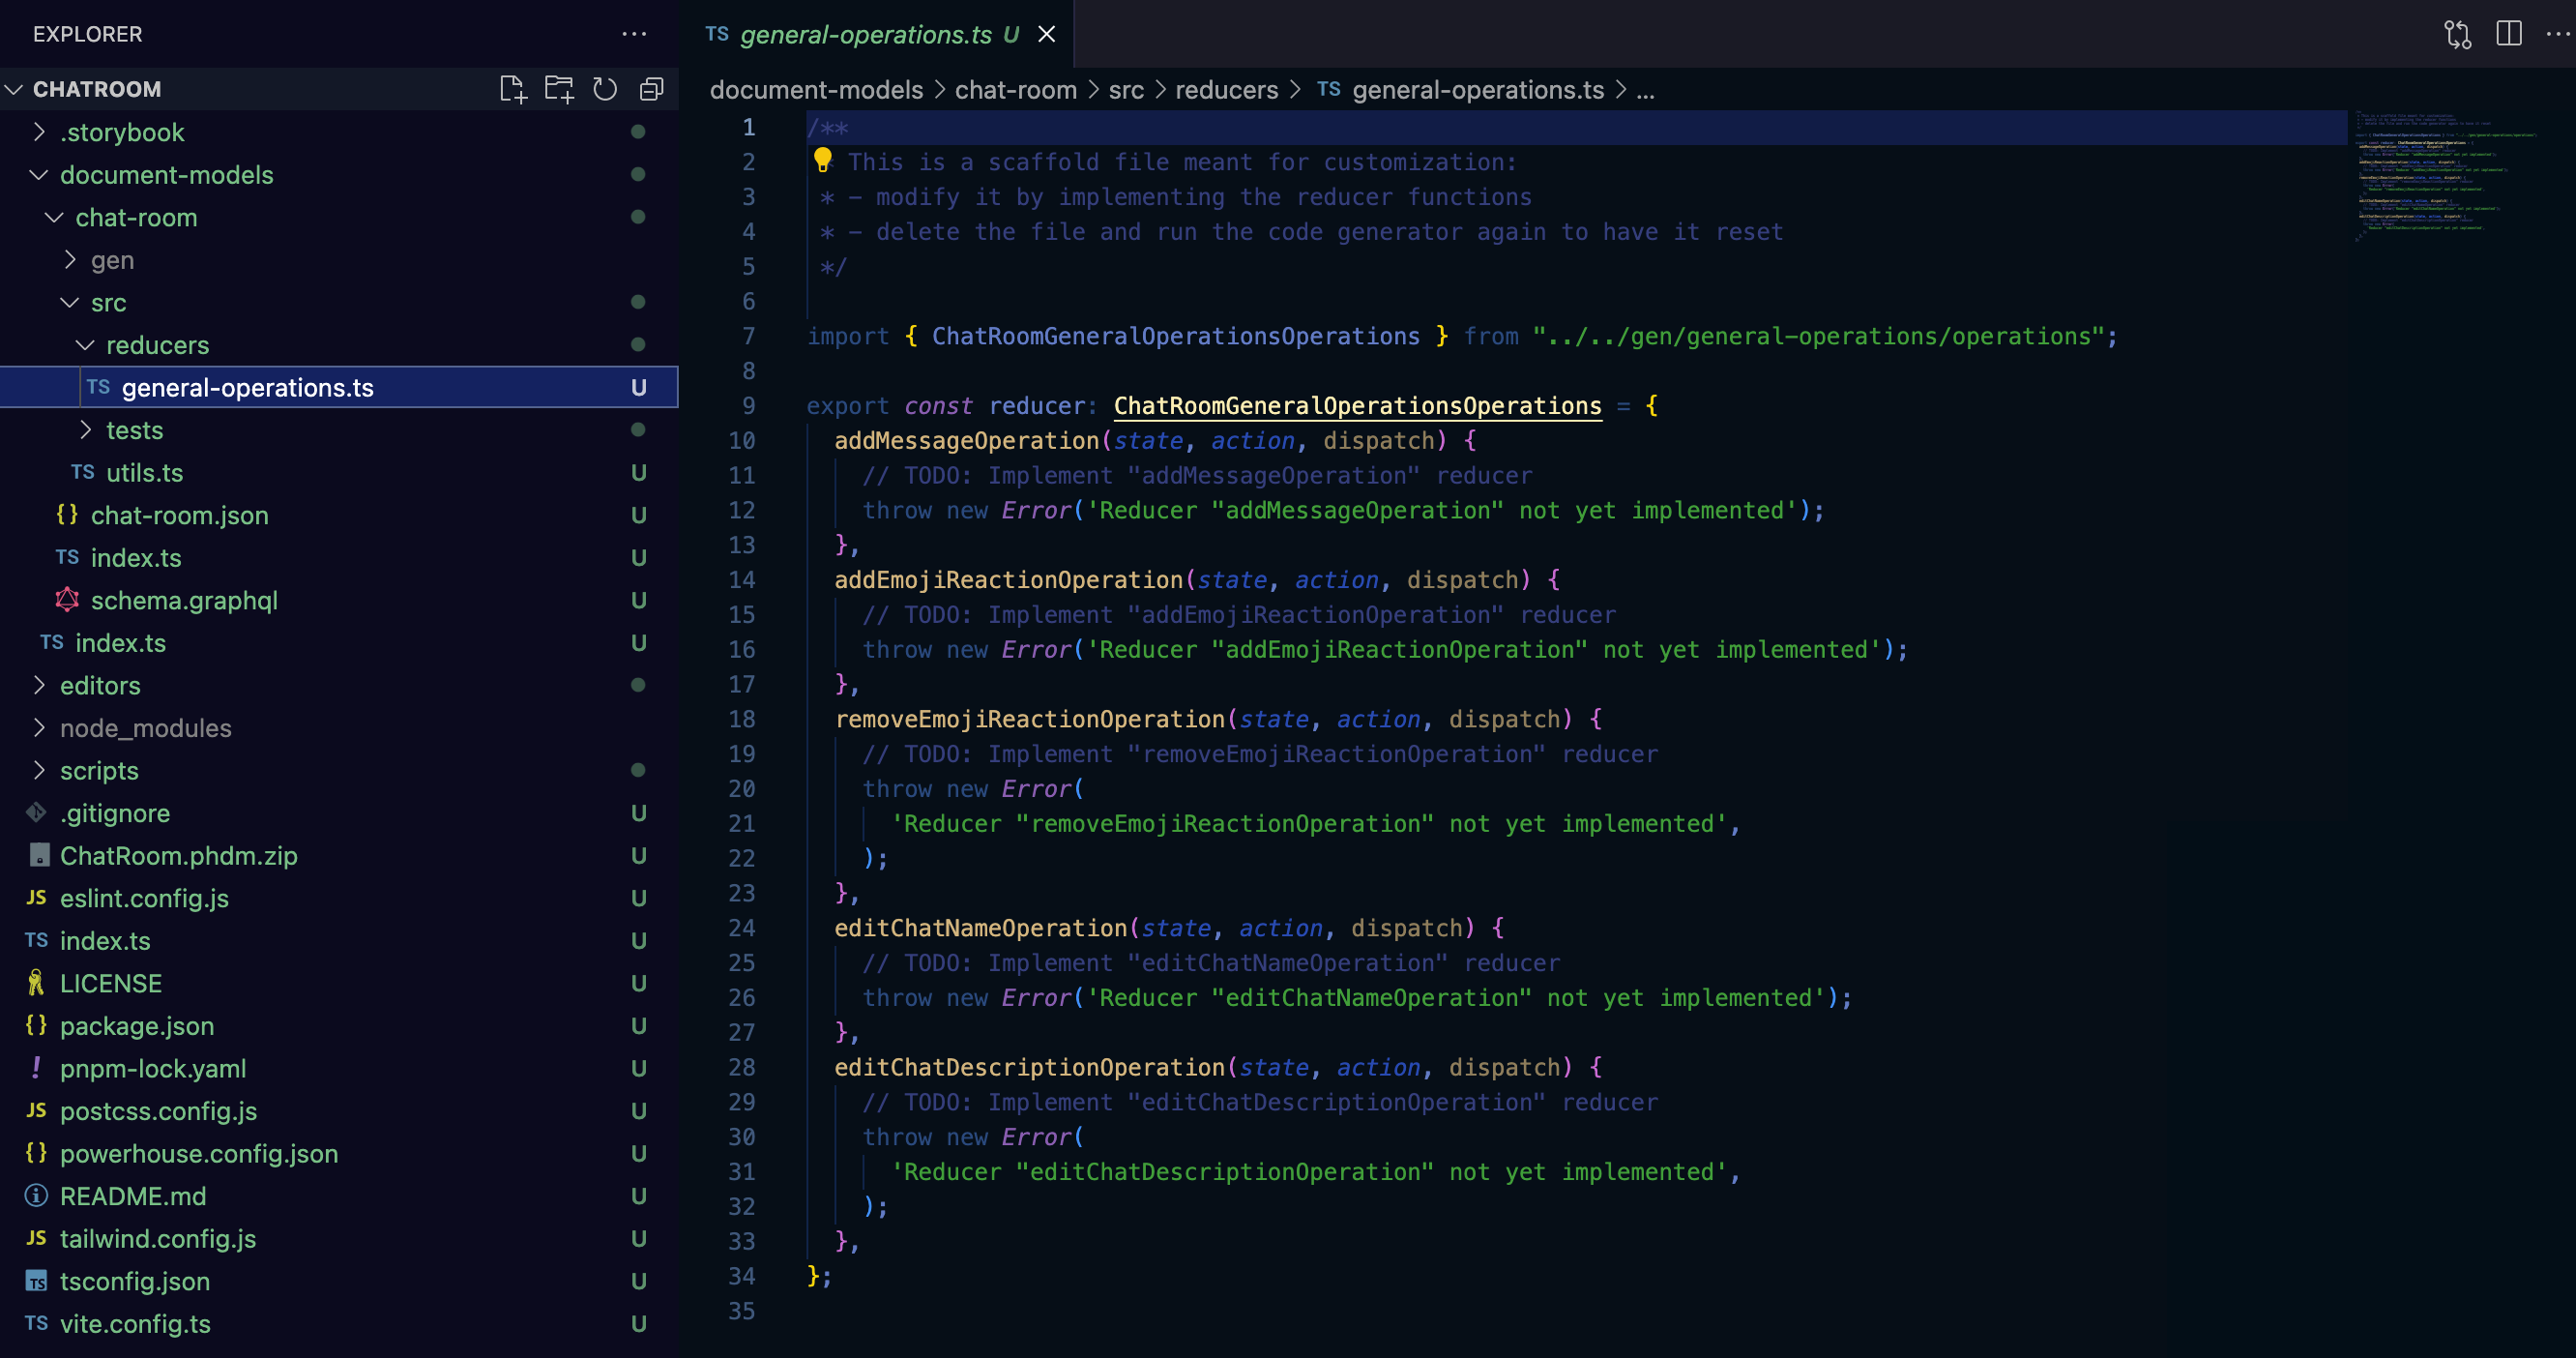 EXPLORER
CHATROOM
.storybook
document-models
chat-room
gen
src
reducers
TS general-operations.ts U
tests
TS utils.ts U
{} chat-room.json U
TS index.ts U
schema.graphql U
TS index.ts U
editors
node_modules
scripts
.gitignore U
ChatRoom.phdm.zip U
JS eslint.config.js U
TS index.ts U
LICENSE U
{} package.json U
! pnpm-lock.yaml U
JS postcss.config.js U
{} powerhouse.config.json U
README.md U
JS tailwind.config.js U
TS tsconfig.json U
TS vite.config.ts U
TS general-operations.ts U
document-models > chat-room > src > reducers > TS general-operations.ts > ...
1 /**
2 This is a scaffold file meant for customization:
3 * - modify it by implementing the reducer functions
4 * - delete the file and run the code generator again to have it reset
5 */
6
7 import { ChatRoomGeneralOperationsOperations } from "../../gen/general-operations/operations";
8
9 export const reducer: ChatRoomGeneralOperationsOperations = {
10 addMessageOperation(state, action, dispatch) {
11 // TODO: Implement "addMessageOperation" reducer
12 throw new Error('Reducer "addMessageOperation" not yet implemented');
13 },
14 addEmojiReactionOperation(state, action, dispatch) {
15 // TODO: Implement "addEmojiReactionOperation" reducer
16 throw new Error('Reducer "addEmojiReactionOperation" not yet implemented');
17 },
18 removeEmojiReactionOperation(state, action, dispatch) {
19 // TODO: Implement "removeEmojiReactionOperation" reducer
20 throw new Error(
21 'Reducer "removeEmojiReactionOperation" not yet implemented',
22 );
23 },
24 editChatNameOperation(state, action, dispatch) {
25 // TODO: Implement "editChatNameOperation" reducer
26 throw new Error('Reducer "editChatNameOperation" not yet implemented');
27 },
28 editChatDescriptionOperation(state, action, dispatch) {
29 // TODO: Implement "editChatDescriptionOperation" reducer
30 throw new Error(
31 'Reducer "editChatDescriptionOperation" not yet implemented',
32 );
33 },
34 };
35